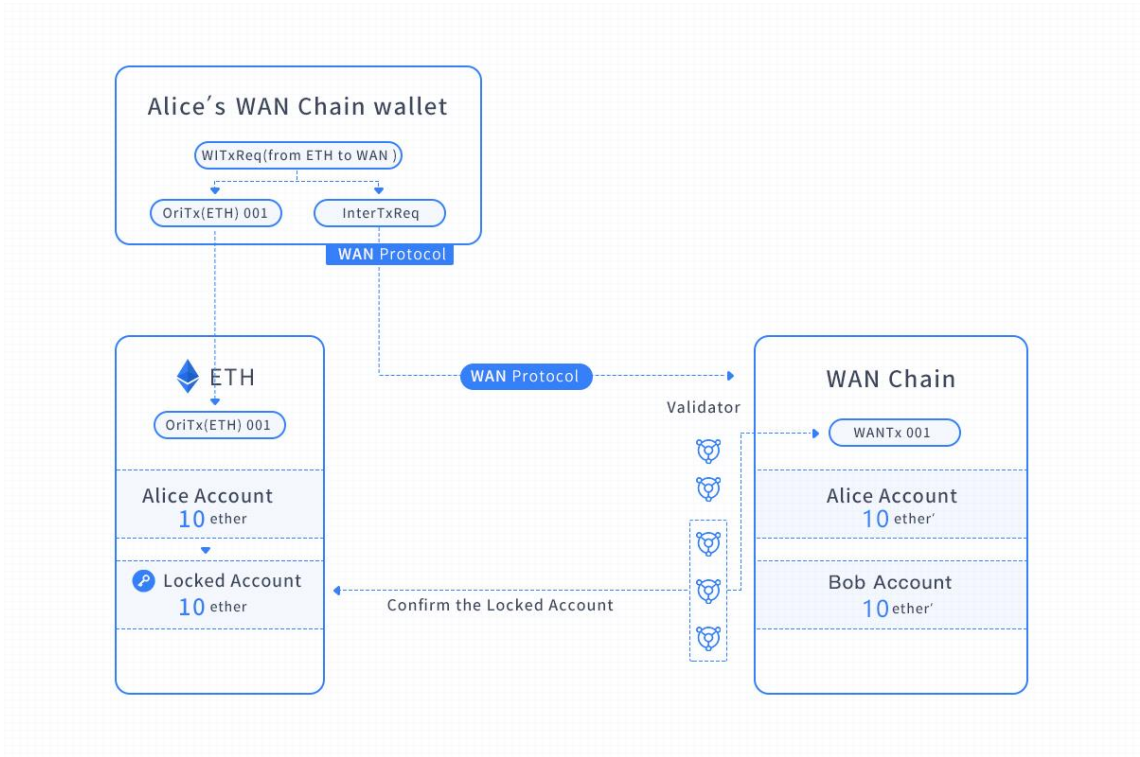 Alice′s WAN Chain wallet
WITxReq(from ETH to WAN )
OriTx(ETH) 001
InterTxReq
WAN Protocol
ETH
OriTx(ETH) 001
Alice Account
10 ether
Locked Account
10 ether
WAN Protocol
Validator
Confirm the Locked Account
WAN Chain
WANTx 001
Alice Account
10 ether′
Bob Account
10 ether′